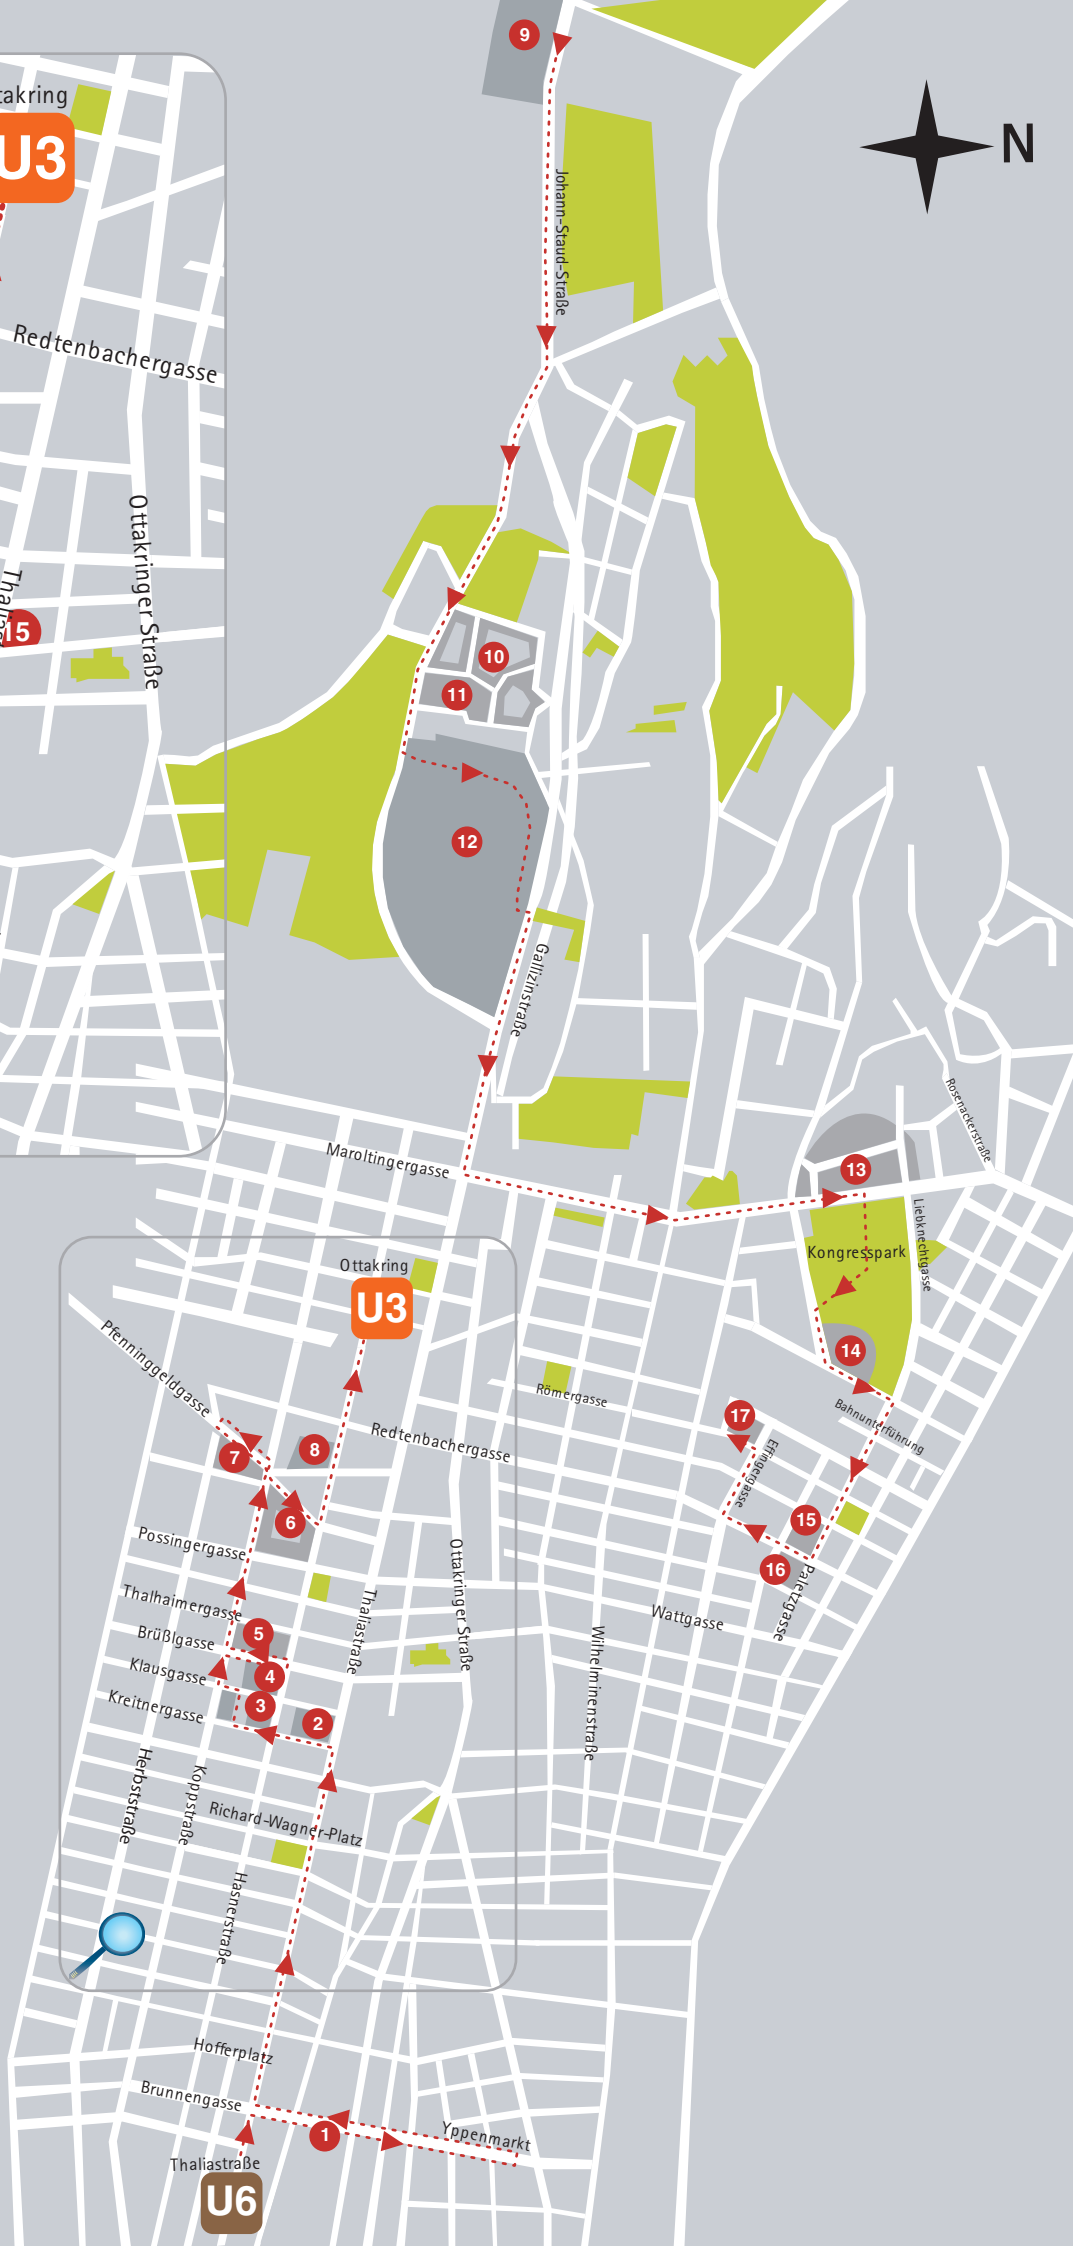 9
N
takring
U3
Johann-Staud-Straße
Redtenbachergasse
Ottakringer Straße
15
10
11
12
Gallizinstraße
Rosenackerstraße
Maroltingergasse
13
Liebknechtgasse
Kongresspark
Ottakring
U3
Pfenninggeldgasse
14
Römergasse
Bahnunterführung
17
Redtenbachergasse
8
7
Effingergasse
6
15
16
Possingergasse
Ottakringer Straße
Paletzgasse
Thalhaimergasse
Thaliastraße
Wattgasse
Brüßlgasse
5
Wilhelminenstraße
Klausgasse
4
Kreitnergasse
3
2
Herbststraße
Koppstraße
Richard-Wagner-Platz
Hasnerstraße
Hofferplatz
Brunnengasse
1
Yppenmarkt
Thaliastraße
U6